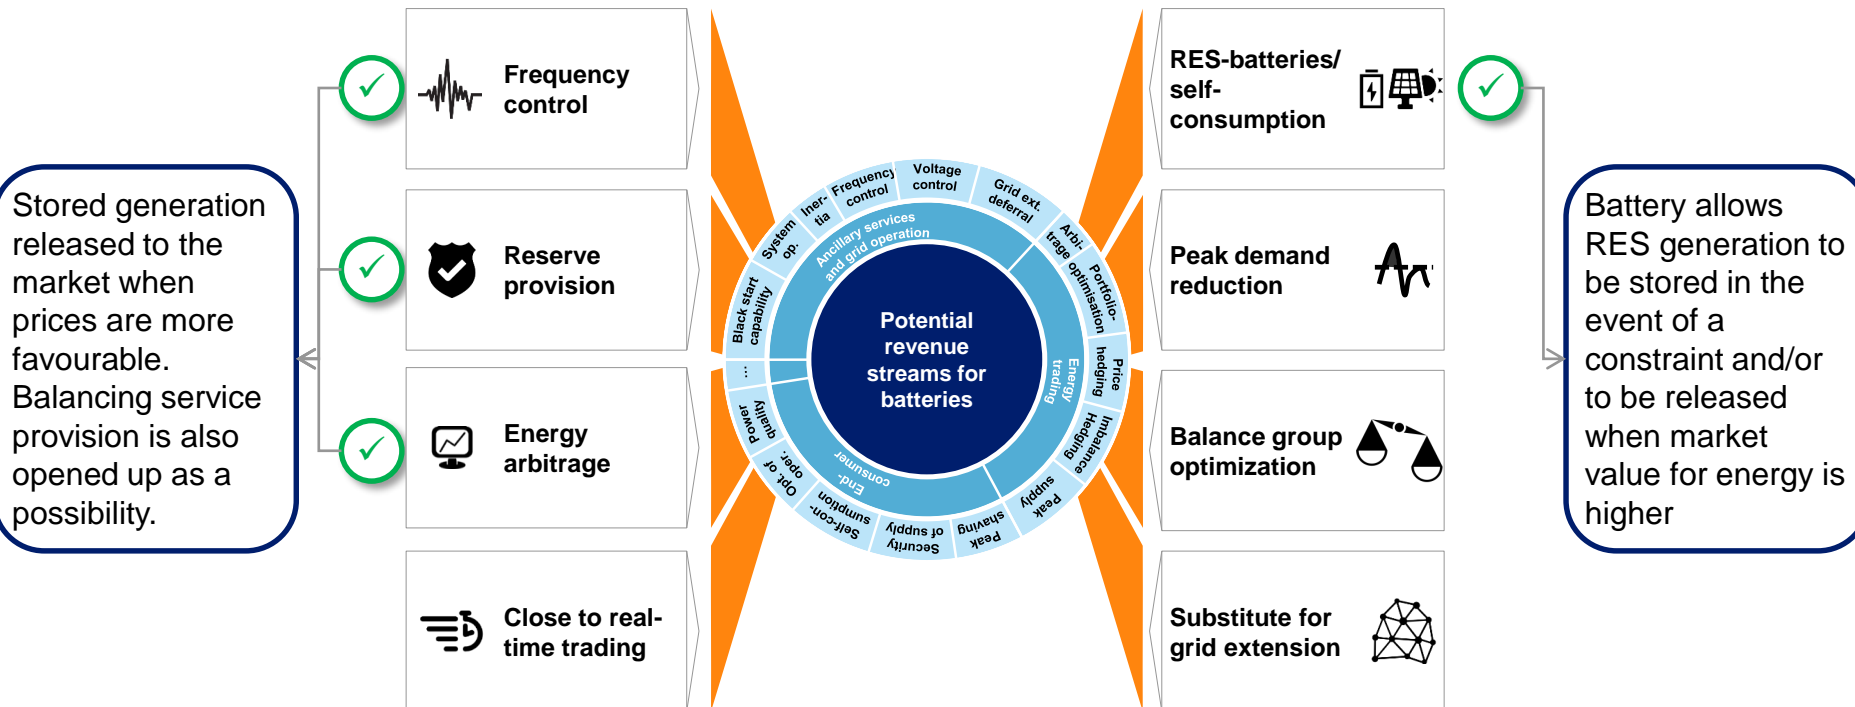 Stored generation
released to the
market when
prices are more
favourable.
Balancing service
provision is also
opened up as a
possibility.
Frequency
control
Reserve
provision
Energy
arbitrage
Close to real-
time trading
Potential
revenue
streams for
batteries
Ancillary services
and grid operation
Energy
trading
End-
consumer
Black start
capability
System
op.
Iner-
tia
Frequency
control
Voltage
control
Grid ext.
deferral
Arbi-
trage
Portfolio-
optimisation
Price
hedging
Imbalance
Hedging
Peak
supply
Peak
shaving
Security
of supply
Self-con-
sumption
Opt. of
oper.
Power
quality
...
RES-batteries/
self-
consumption
Peak demand
reduction
Balance group
optimization
Substitute for
grid extension
Battery allows
RES generation to
be stored in the
event of a
constraint and/or
to be released
when market
value for energy is
higher